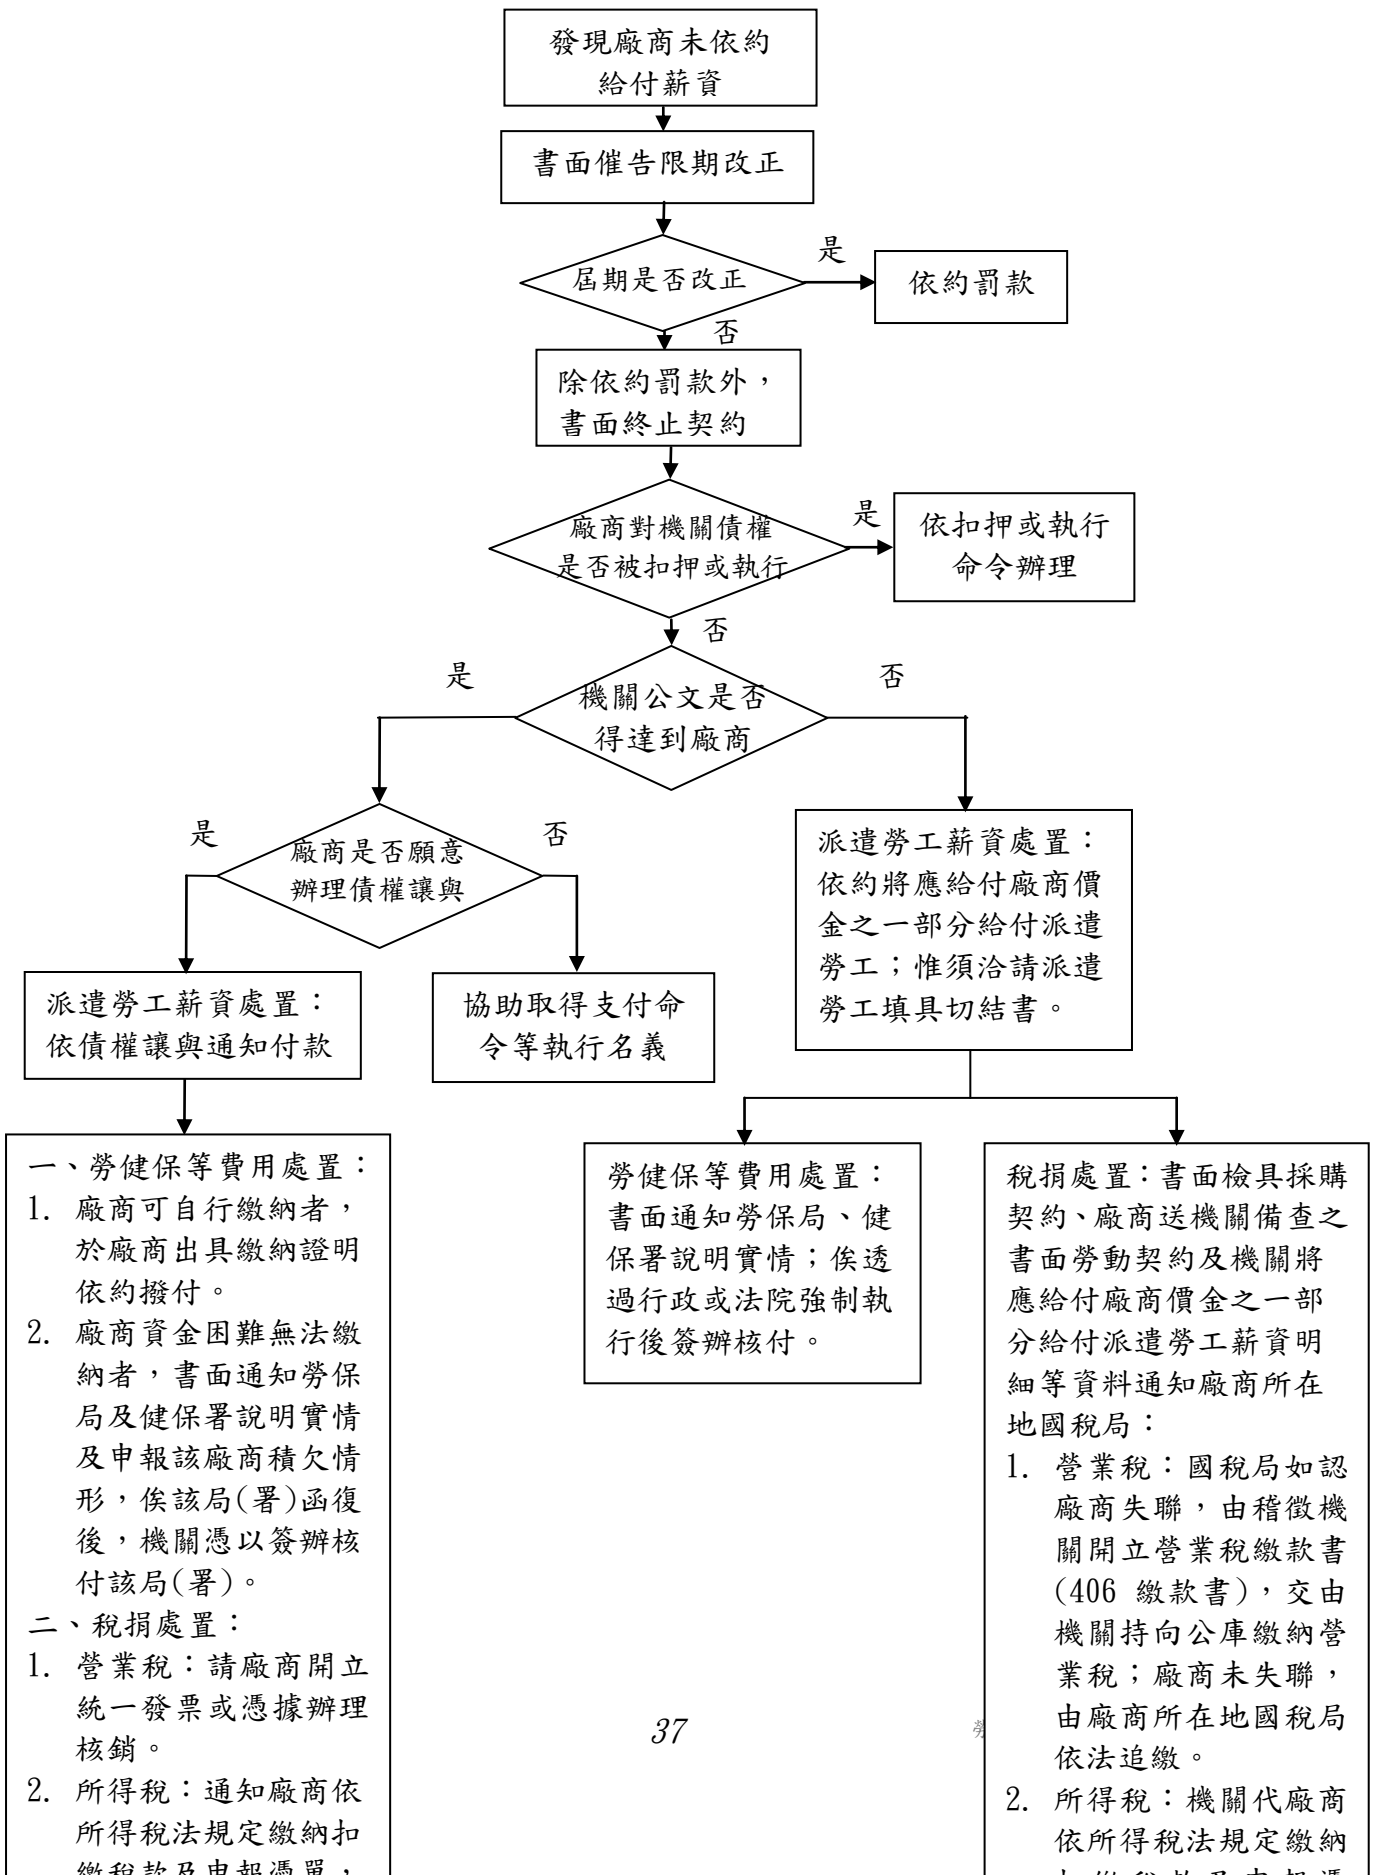 發現廠商未依約
給付薪資
書面催告限期改正
屆期是否改正
是
依約罰款
否
除依約罰款外，
書面終止契約
廠商對機關債權
是否被扣押或執行
是
依扣押或執行
命令辦理
否
機關公文是否
得達到廠商
是
否
廠商是否願意
辦理債權讓與
是
否
派遣勞工薪資處置：
依債權讓與通知付款
協助取得支付命
令等執行名義
派遣勞工薪資處置：
依約將應給付廠商價
金之一部分給付派遣
勞工；惟須洽請派遣
勞工填具切結書。
一、勞健保等費用處置：
1. 廠商可自行繳納者，
於廠商出具繳納證明
依約撥付。
2. 廠商資金困難無法繳
納者，書面通知勞保
局及健保署說明實情
及申報該廠商積欠情
形，俟該局(署)函復
後，機關憑以簽辦核
付該局(署)。
二、稅捐處置：
1. 營業稅：請廠商開立
統一發票或憑據辦理
核銷。
2. 所得稅：通知廠商依
所得稅法規定繳納扣
繳稅款及申報憑單，
勞健保等費用處置：
書面通知勞保局、健
保署說明實情；俟透
過行政或法院強制執
行後簽辦核付。
稅捐處置：書面檢具採購
契約、廠商送機關備查之
書面勞動契約及機關將
應給付廠商價金之一部
分給付派遣勞工薪資明
細等資料通知廠商所在
地國稅局：
1. 營業稅：國稅局如認
廠商失聯，由稽徵機
關開立營業稅繳款書
(406 繳款書)，交由
機關持向公庫繳納營
業稅；廠商未失聯，
由廠商所在地國稅局
依法追繳。
2. 所得稅：機關代廠商
依所得稅法規定繳納
扣繳稅款及申報憑
37
勞